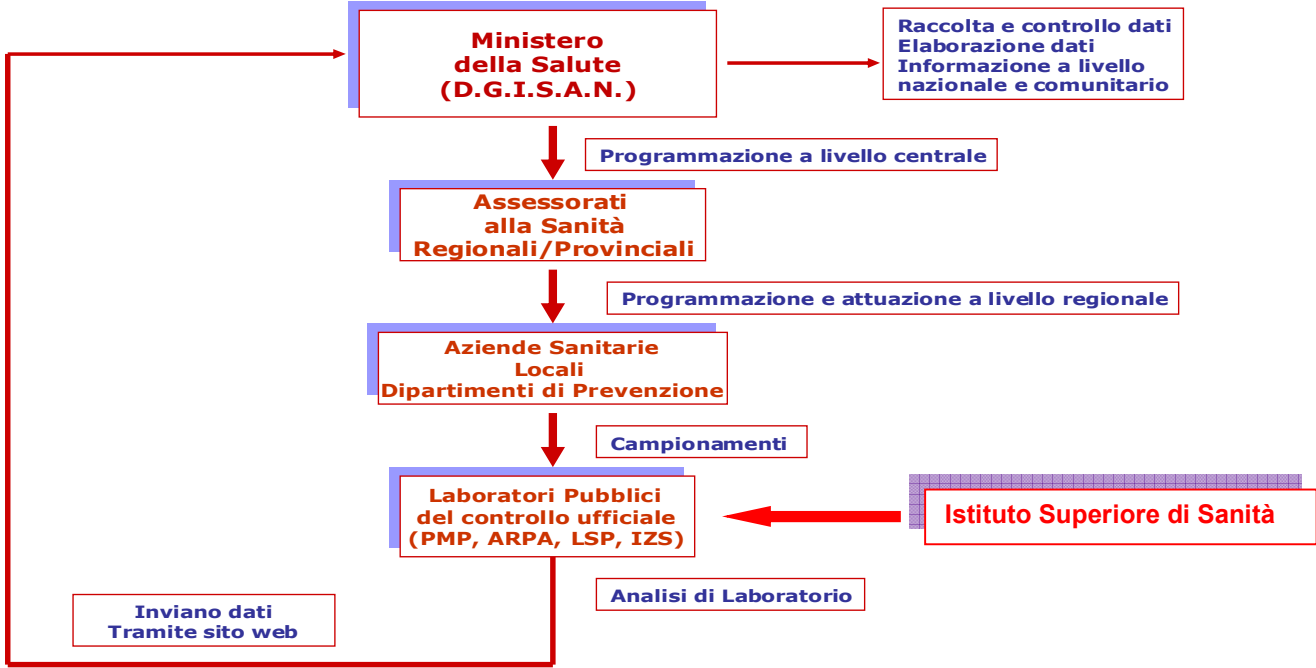 Ministero
della Salute
(D.G.I.S.A.N.)
Raccolta e controllo dati
Elaborazione dati
Informazione a livello
nazionale e comunitario
Programmazione a livello centrale
Assessorati
alla Sanità
Regionali/Provinciali
Programmazione e attuazione a livello regionale
Aziende Sanitarie
Locali
Dipartimenti di Prevenzione
Campionamenti
Laboratori Pubblici
del controllo ufficiale
(PMP, ARPA, LSP, IZS)
Istituto Superiore di Sanità
Analisi di Laboratorio
Inviano dati
Tramite sito web